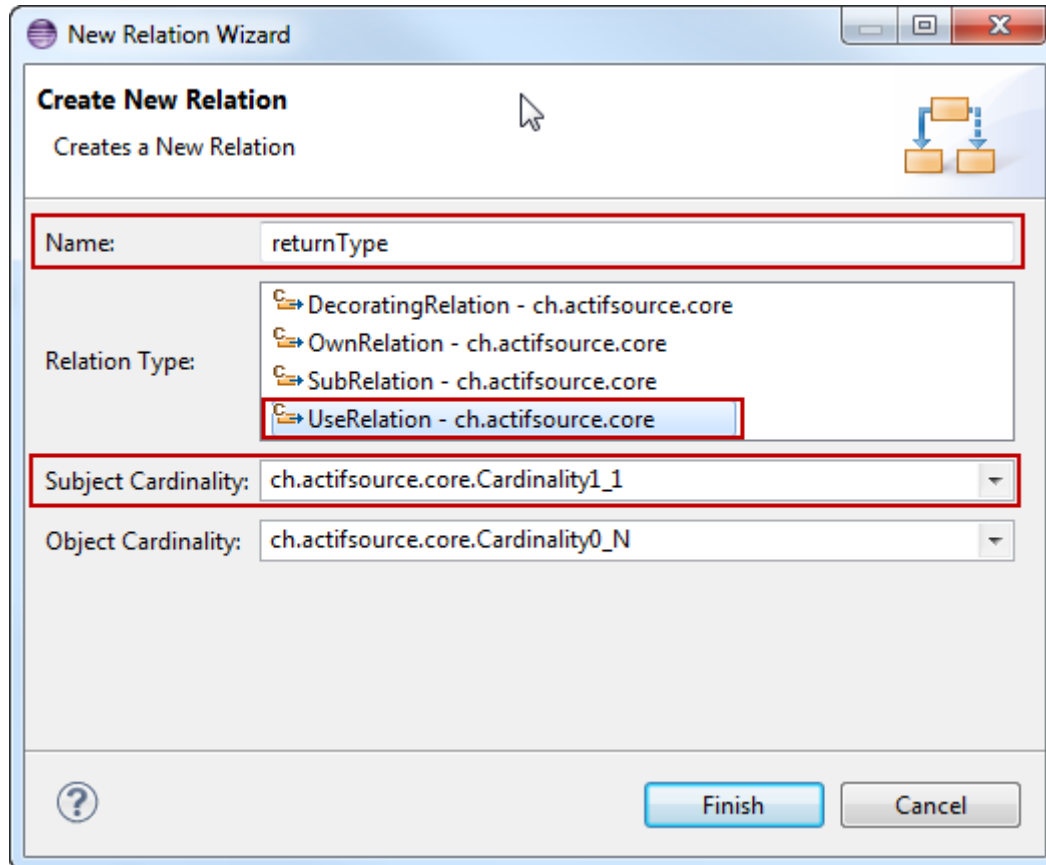 New Relation Wizard
Create New Relation
Creates a New Relation
Name: returnType
Relation Type:
DecoratingRelation - ch.actifsource.core
OwnRelation - ch.actifsource.core
SubRelation - ch.actifsource.core
UseRelation - ch.actifsource.core
Subject Cardinality: ch.actifsource.core.Cardinality1_1
Object Cardinality: ch.actifsource.core.Cardinality0_N
Finish Cancel